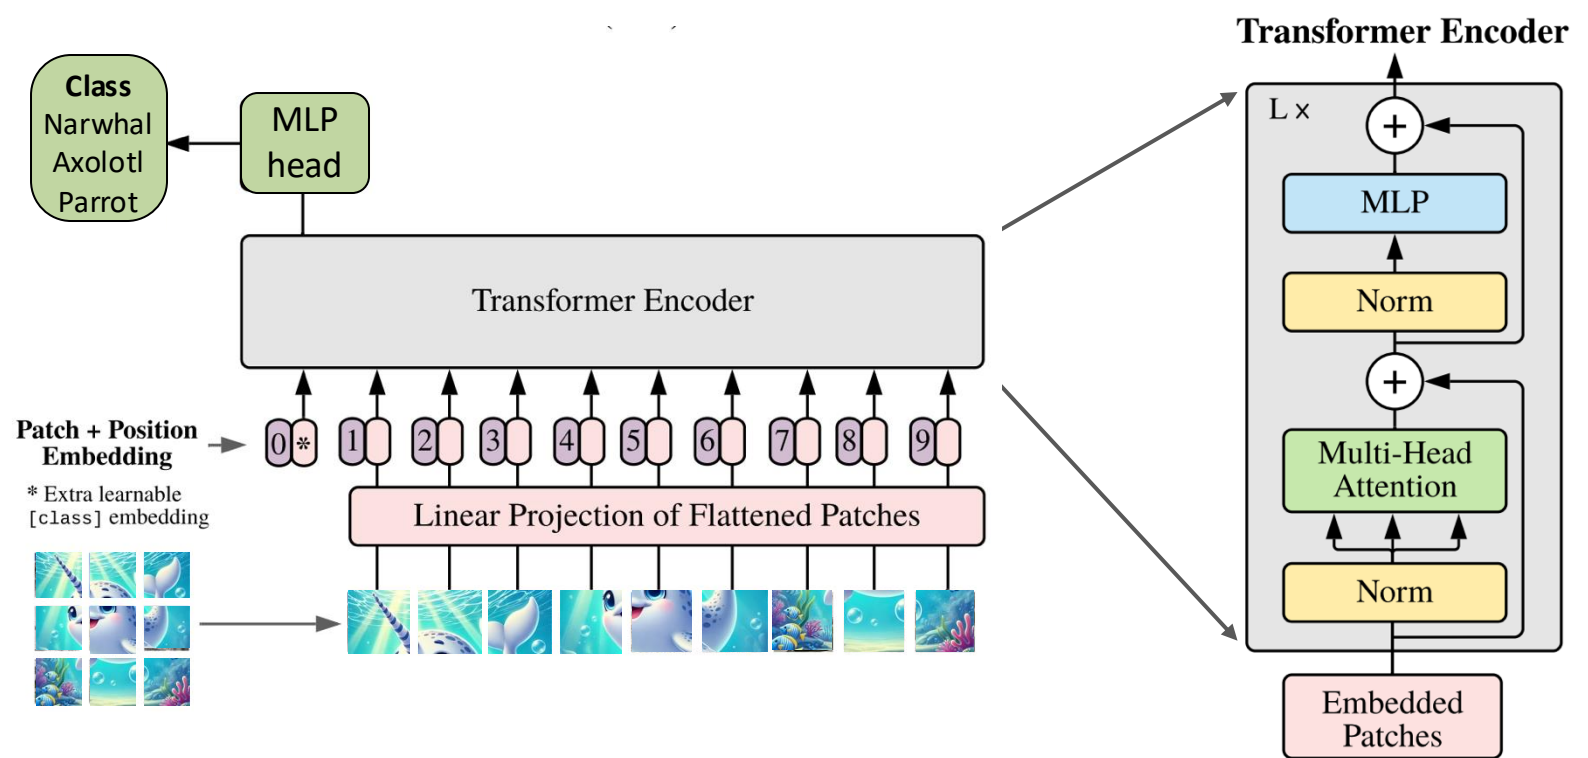 Transformer Encoder
Class
Narwhal
Axolotl
Parrot
MLP
head
Transformer Encoder
Patch + Position
Embedding
* Extra learnable
[class] embedding
0 * 1 2 3 4 5 6 7 8 9
Linear Projection of Flattened Patches
L ×
+
MLP
Norm
+
Multi-Head
Attention
Norm
Embedded
Patches